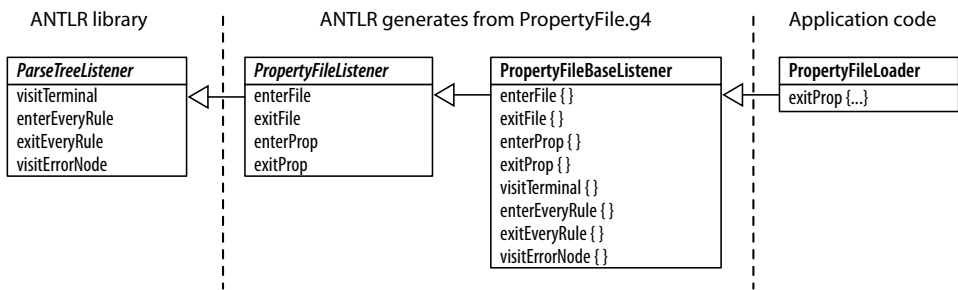 ANTLR library
ANTLR generates from PropertyFile.g4
Application code
ParseTreeListener
visitTerminal
enterEveryRule
exitEveryRule
visitErrorNode
PropertyFileListener
enterFile
exitFile
enterProp
exitProp
PropertyFileBaseListener
enterFile { }
exitFile { }
enterProp { }
exitProp { }
visitTerminal { }
enterEveryRule { }
exitEveryRule { }
visitErrorNode { }
PropertyFileLoader
exitProp {...}